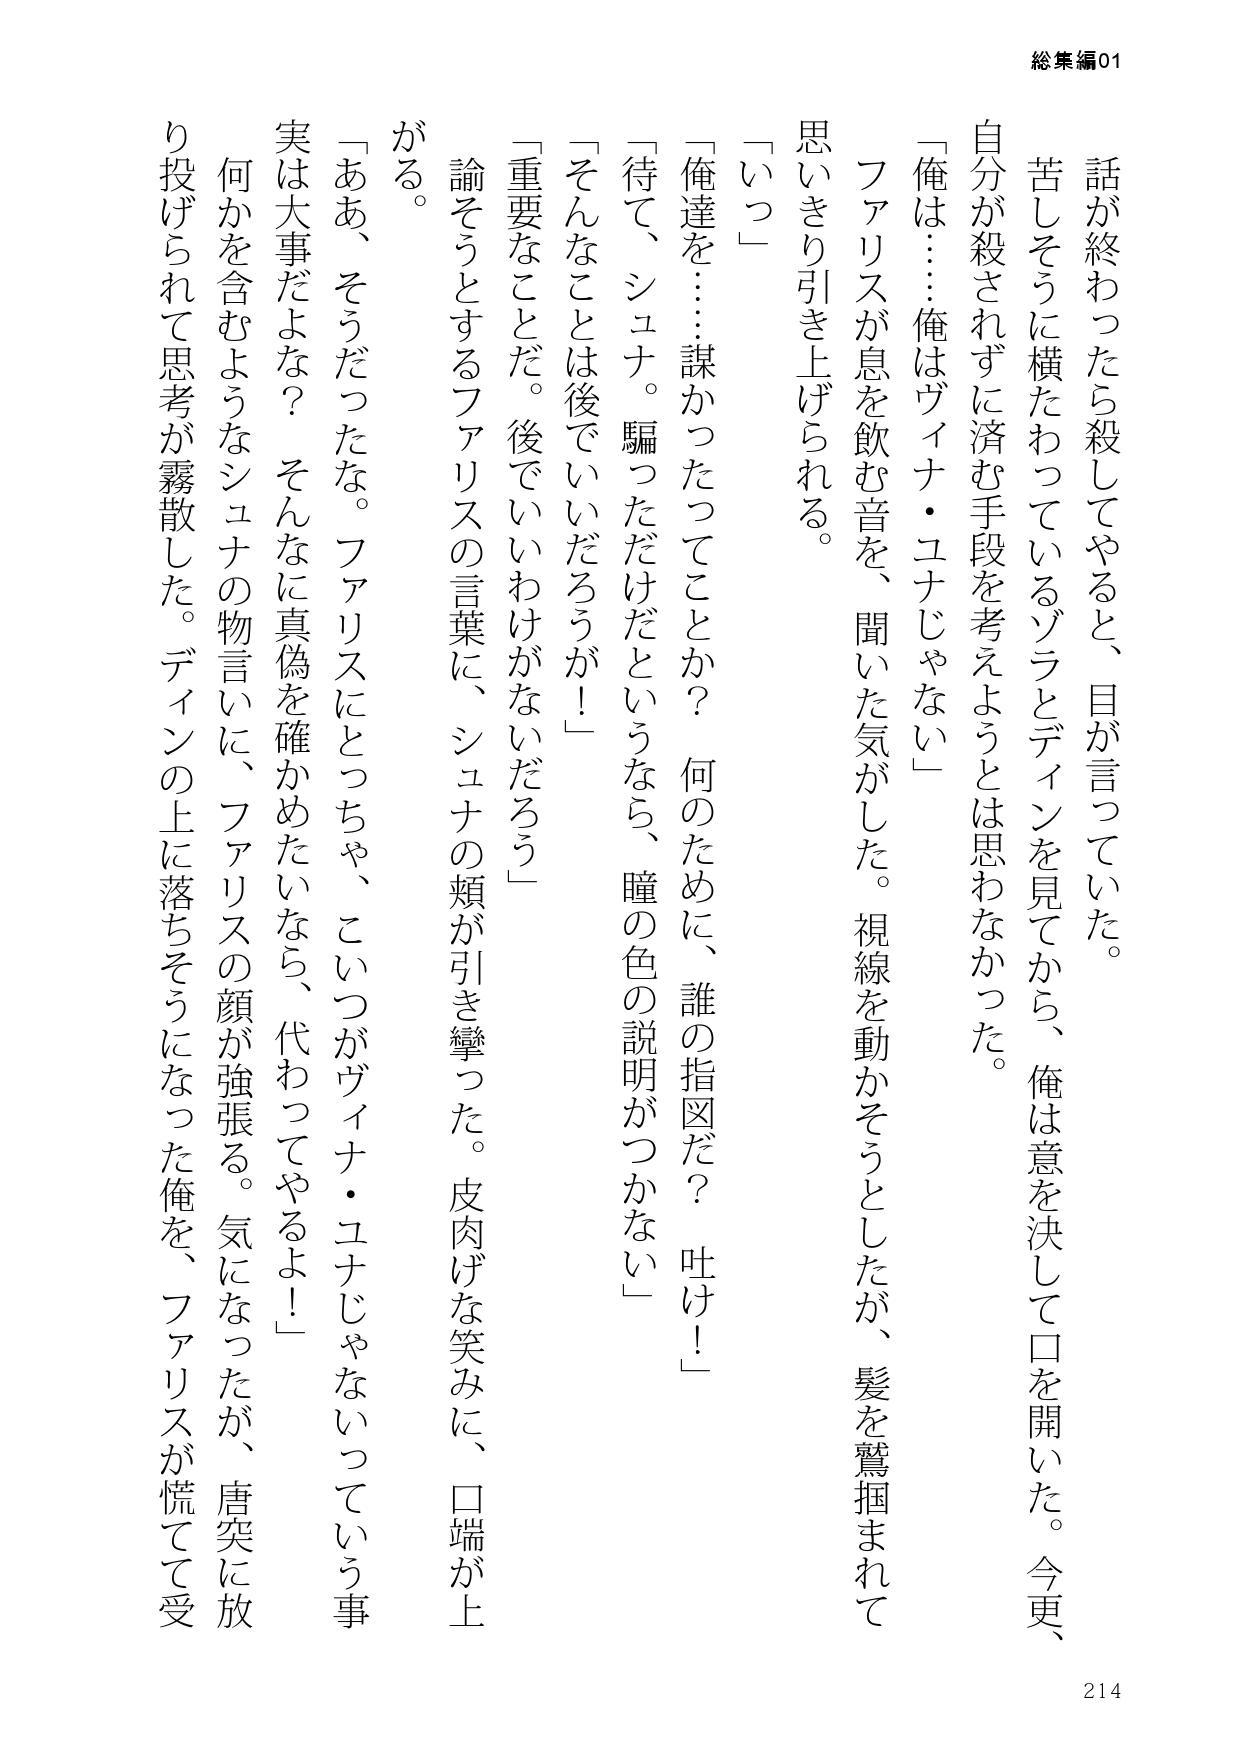 総集編01
　話が終わったら殺してやると、目が言っていた。
　苦しそうに横たわっているゾラとディンを見てから、俺は意を決して口を開いた。今更、
自分が殺されずに済む手段を考えようとは思わなかった。
「俺は……俺はヴィナ・ユナじゃない」
　ファリスが息を飲む音を、聞いた気がした。視線を動かそうとしたが、髪を鷲掴まれて
思いきり引き上げられる。
「いっ」
「俺達を……謀かったってことか？　何のために、誰の指図だ？　吐け！」
「待て、シュナ。騙っただけだというなら、瞳の色の説明がつかない」
「そんなことは後でいいだろうが！」
「重要なことだ。後でいいわけがないだろう」
　諭そうとするファリスの言葉に、シュナの頬が引き攣った。皮肉げな笑みに、口端が上
がる。
「ああ、そうだったな。ファリスにとっちゃ、こいつがヴィナ・ユナじゃないっていう事
実は大事だよな？　そんなに真偽を確かめたいなら、代わってやるよ！」
　何かを含むようなシュナの物言いに、ファリスの顔が強張る。気になったが、唐突に放
り投げられて思考が霧散した。ディンの上に落ちそうになった俺を、ファリスが慌てて受
214